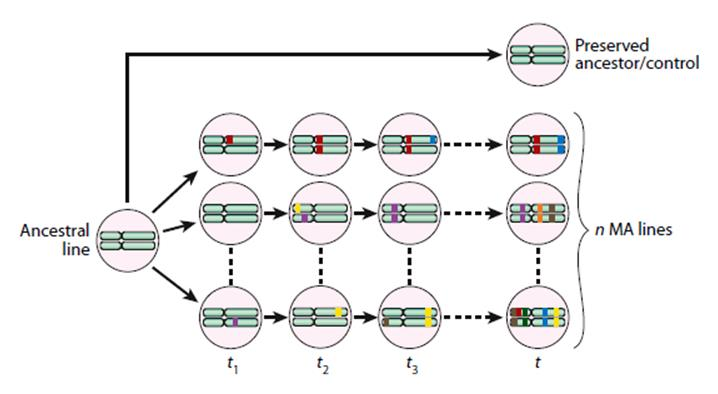 Preserved
ancestor/control
Ancestral
line
n MA lines
t1
t2
t3
t